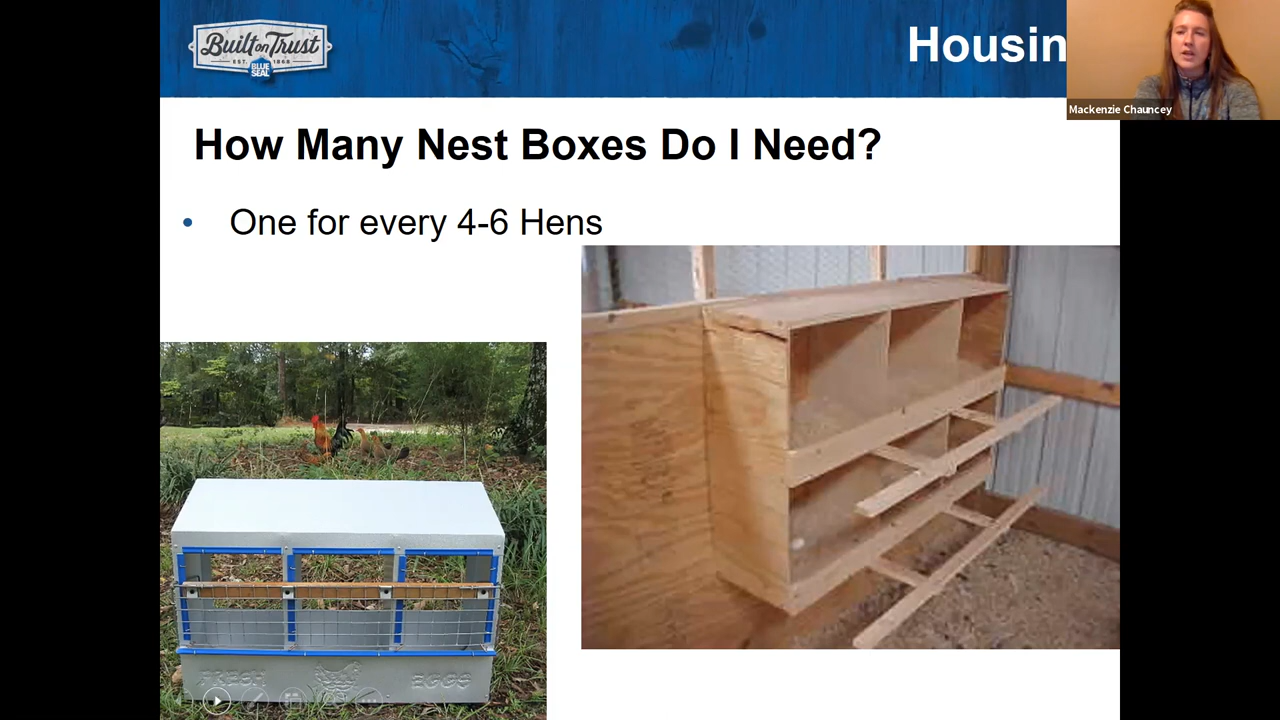 Built on Trust
EST. 1868
BLUE
SEAL
Housin
Mackenzie Chauncey
How Many Nest Boxes Do I Need?
• One for every 4-6 Hens
FRESH EGGS